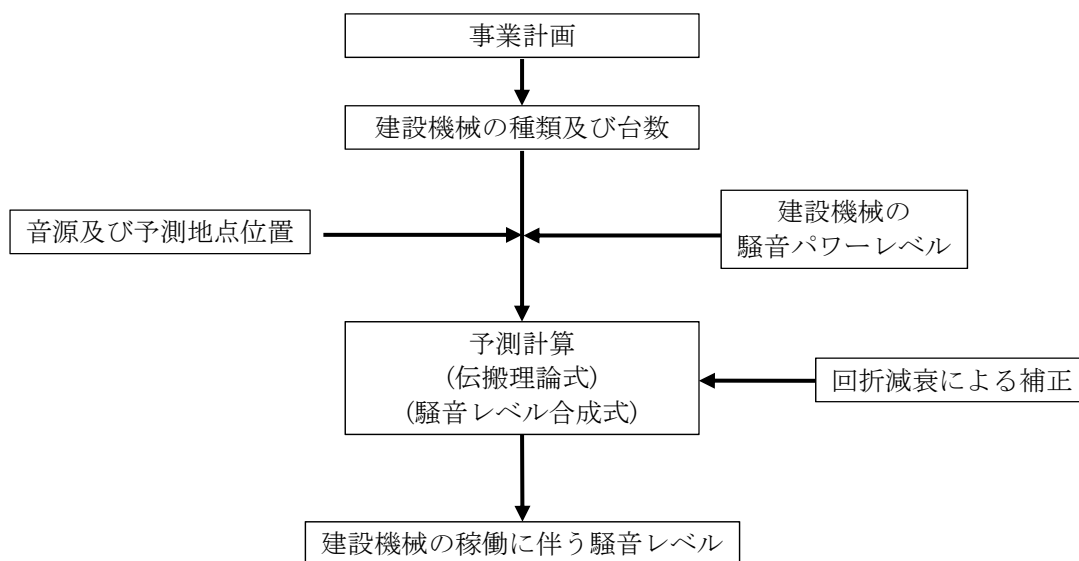 事業計画
建設機械の種類及び台数
音源及び予測地点位置
建設機械の
騒音パワーレベル
予測計算
(伝搬理論式)
(騒音レベル合成式)
回折減衰による補正
建設機械の稼働に伴う騒音レベル